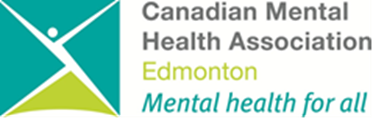 Canadian Mental
Health Association
Edmonton
Mental health for all